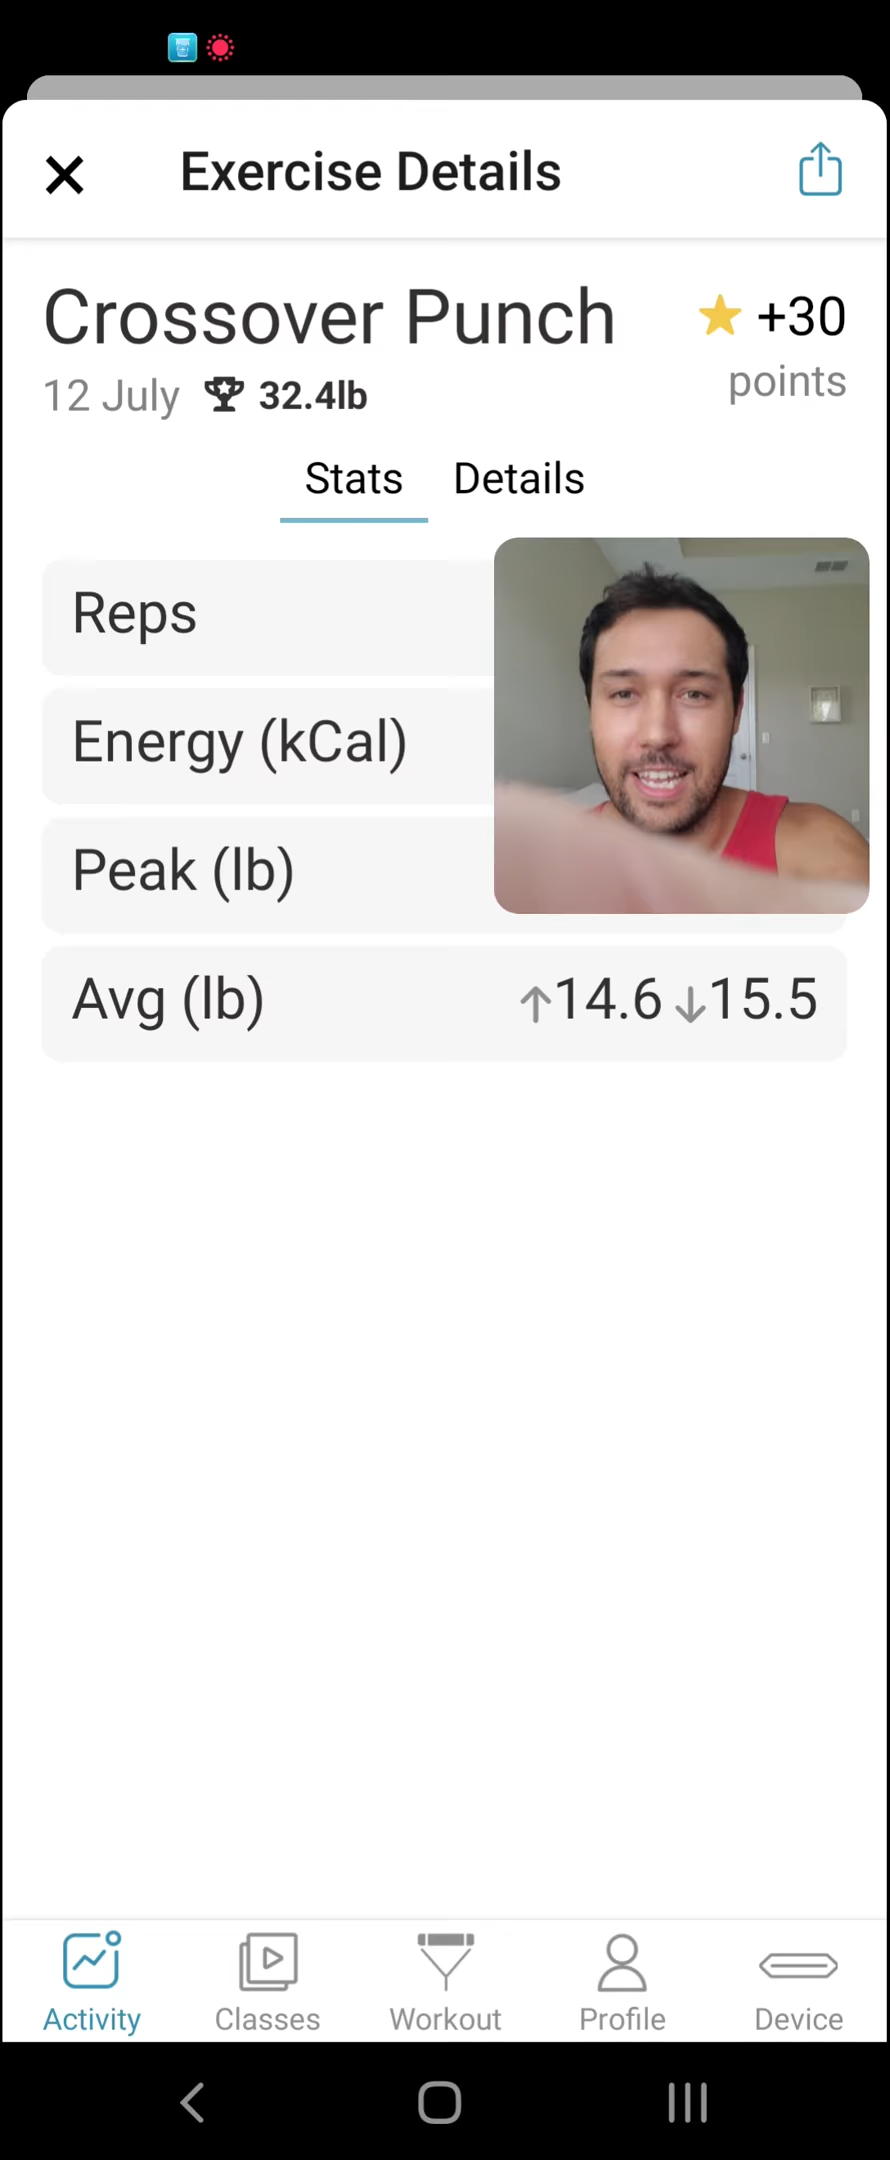 Exercise Details
Crossover Punch
+30
12 July 32.4lb
points
Stats Details
Reps
Energy (kCal)
Peak (lb)
Avg (lb) ↑14.6 ↓15.5
Activity Classes Workout Profile Device